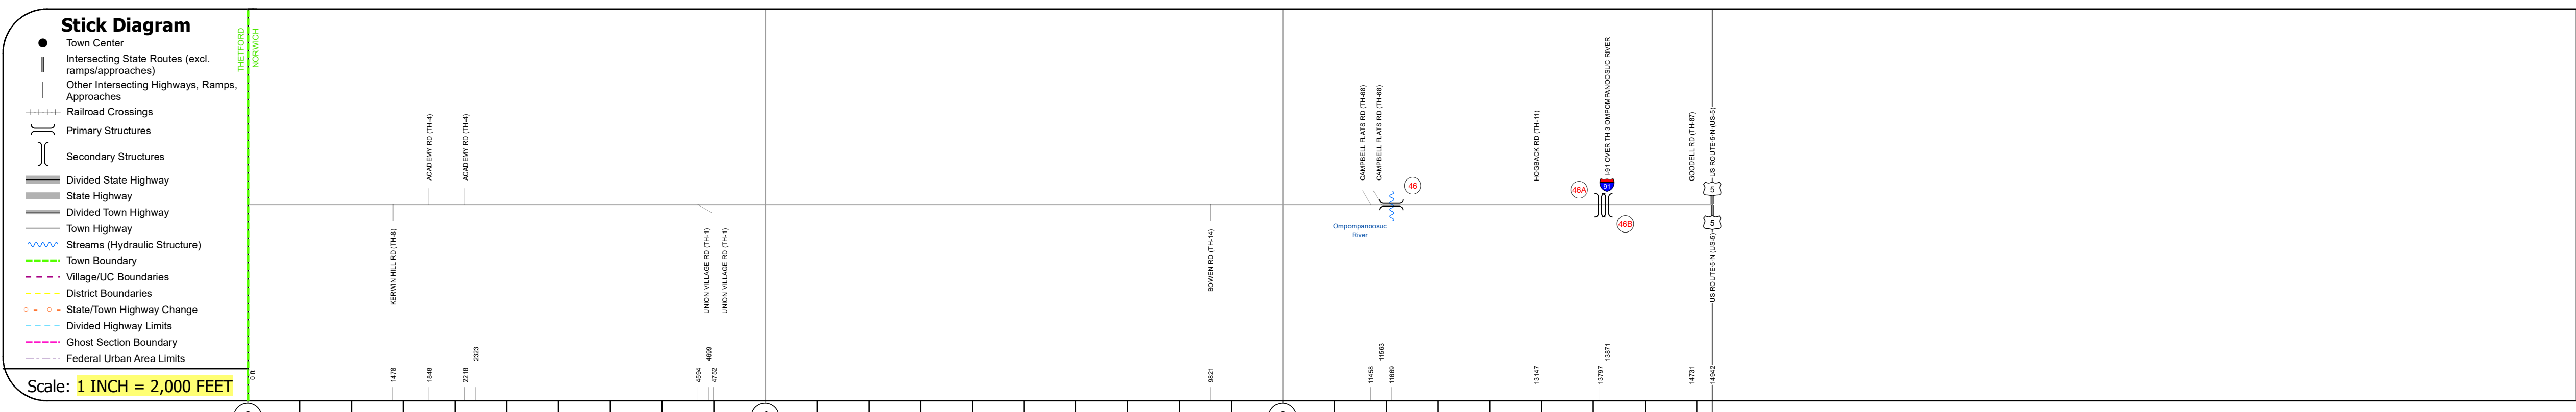 Stick Diagram
Town Center
Intersecting State Routes (excl.
ramps/approaches)
Other Intersecting Highways, Ramps,
Approaches
Railroad Crossings
Primary Structures
Secondary Structures
Divided State Highway
State Highway
Divided Town Highway
Town Highway
Streams (Hydraulic Structure)
Town Boundary
Village/UC Boundaries
District Boundaries
State/Town Highway Change
Divided Highway Limits
Ghost Section Boundary
Federal Urban Area Limits
Scale: 1 INCH = 2,000 FEET
THETFORD
NORWICH
ACADEMY RD (TH-4)
ACADEMY RD (TH-4)
CAMPBELL FLATS RD (TH-68)
CAMPBELL FLATS RD (TH-68)
HOGBACK RD (TH-11)
I-91 OVER TH 3 OMPOMPANOOSUC RIVER
GOODELL RD (TH-87)
US ROUTE 5 N (US-5)
46
46A
91
5
46B
5
Ompompanoosuc
River
KERWIN HILL RD (TH-8)
UNION VILLAGE RD (TH-1)
UNION VILLAGE RD (TH-1)
BOWEN RD (TH-14)
US ROUTE 5 N (US-5)
0 ft
1478
1848
2218
2323
4594
4699
4752
9821
11458
11563
11669
13147
13797
13871
14731
14942